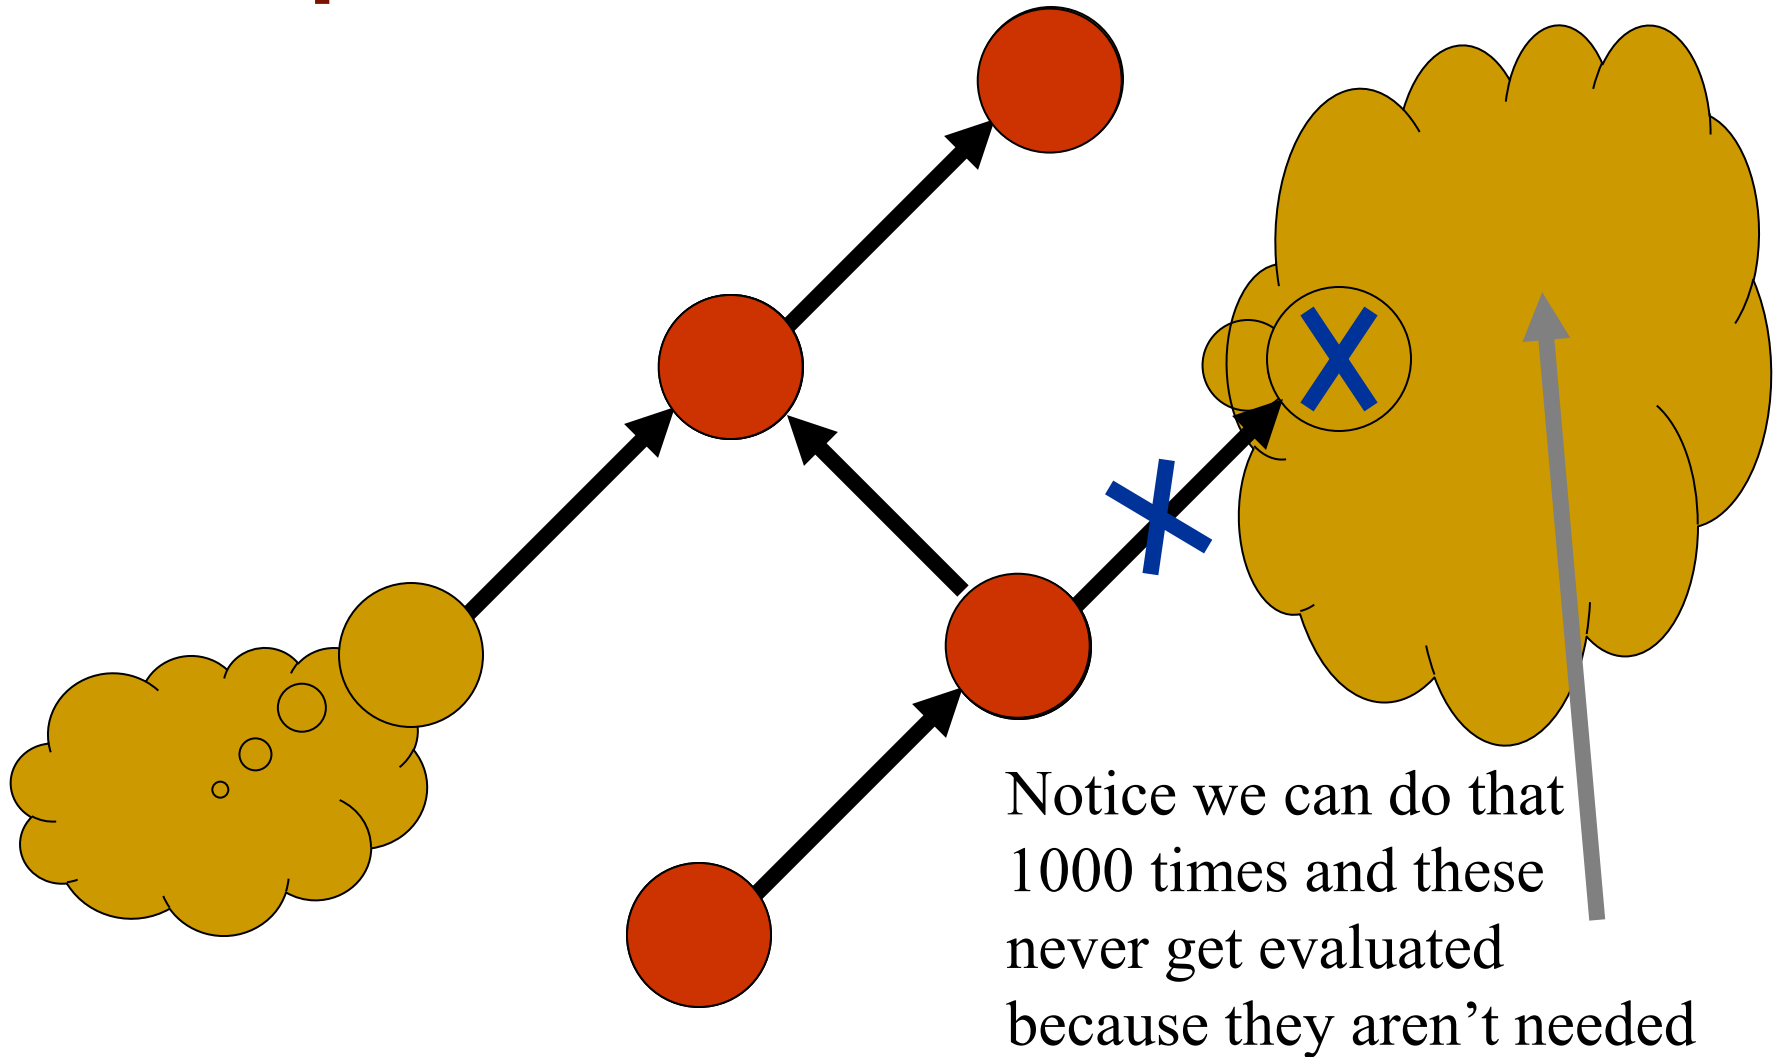 Notice we can do that
1000 times and these
never get evaluated
because they aren’t needed